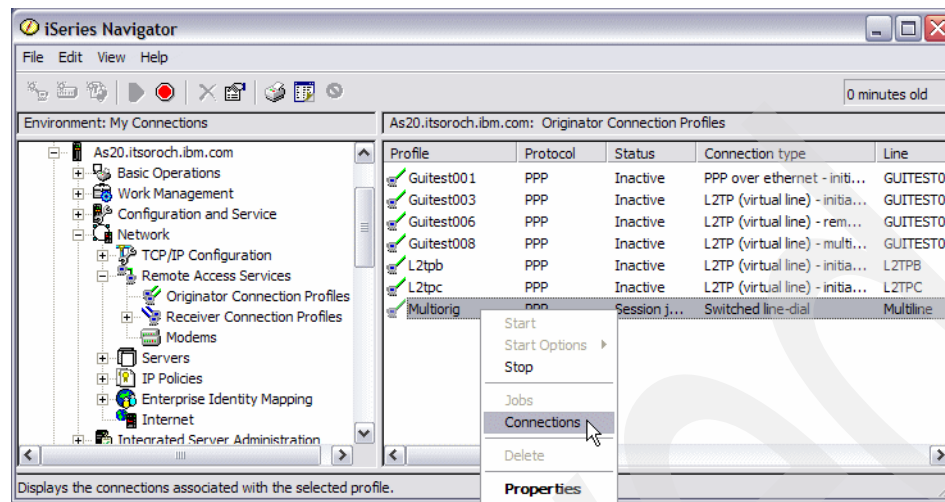 iSeries Navigator
File Edit View Help
0 minutes old
Environment: My Connections
As20.itsoroch.ibm.com: Originator Connection Profiles
As20.itsoroch.ibm.com
Basic Operations
Work Management
Configuration and Service
Network
TCP/IP Configuration
Remote Access Services
Originator Connection Profiles
Receiver Connection Profiles
Modems
Servers
IP Policies
Enterprise Identity Mapping
Internet
Integrated Server Administration
Profile Protocol Status Connection type Line
Guitest001 PPP Inactive PPP over ethernet - initi... GUITEST0
Guitest003 PPP Inactive L2TP (virtual line) - initia... GUITEST0
Guitest006 PPP Inactive L2TP (virtual line) - rem... GUITEST0
Guitest008 PPP Inactive L2TP (virtual line) - multi... GUITEST0
L2tpb PPP Inactive L2TP (virtual line) - initia... L2TPB
L2tpc PPP Inactive L2TP (virtual line) - initia... L2TPC
Multiorig PPP Session j... Switched line-dial Multiline
Start
Start Options
Stop
Jobs
Connections
Delete
Properties
Displays the connections associated with the selected profile.